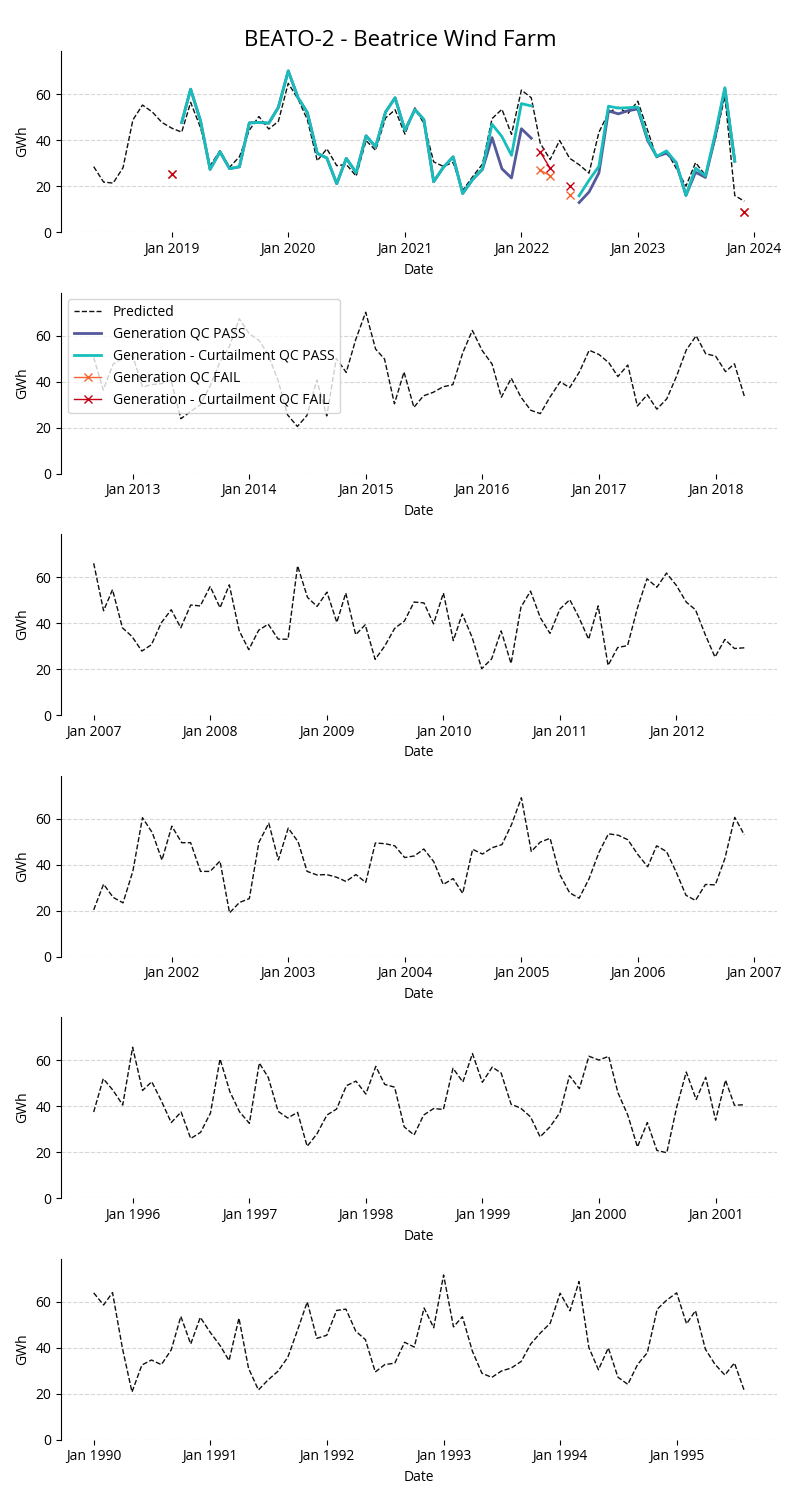 BEATO-2 - Beatrice Wind Farm
GWh
60
40
20
0
Jan 2019 Jan 2020 Jan 2021 Jan 2022 Jan 2023 Jan 2024
Date
GWh
60
40
20
0
Predicted
Generation QC PASS
Generation - Curtailment QC PASS
Generation QC FAIL
Generation - Curtailment QC FAIL
Jan 2013 Jan 2014 Jan 2015 Jan 2016 Jan 2017 Jan 2018
Date
GWh
60
40
20
0
Jan 2007 Jan 2008 Jan 2009 Jan 2010 Jan 2011 Jan 2012
Date
GWh
60
40
20
0
Jan 2002 Jan 2003 Jan 2004 Jan 2005 Jan 2006 Jan 2007
Date
GWh
60
40
20
0
Jan 1996 Jan 1997 Jan 1998 Jan 1999 Jan 2000 Jan 2001
Date
GWh
60
40
20
0
Jan 1990 Jan 1991 Jan 1992 Jan 1993 Jan 1994 Jan 1995
Date